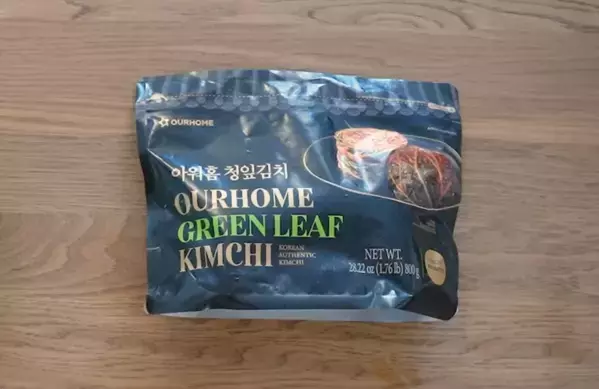 OURHOME
아워홈 청잎김치
OURHOME
GREEN LEAF
KIMCHI
KOREAN
AUTHENTIC
KIMCHI
NET WT.
28.22 oz (1.76 lb) 800 g